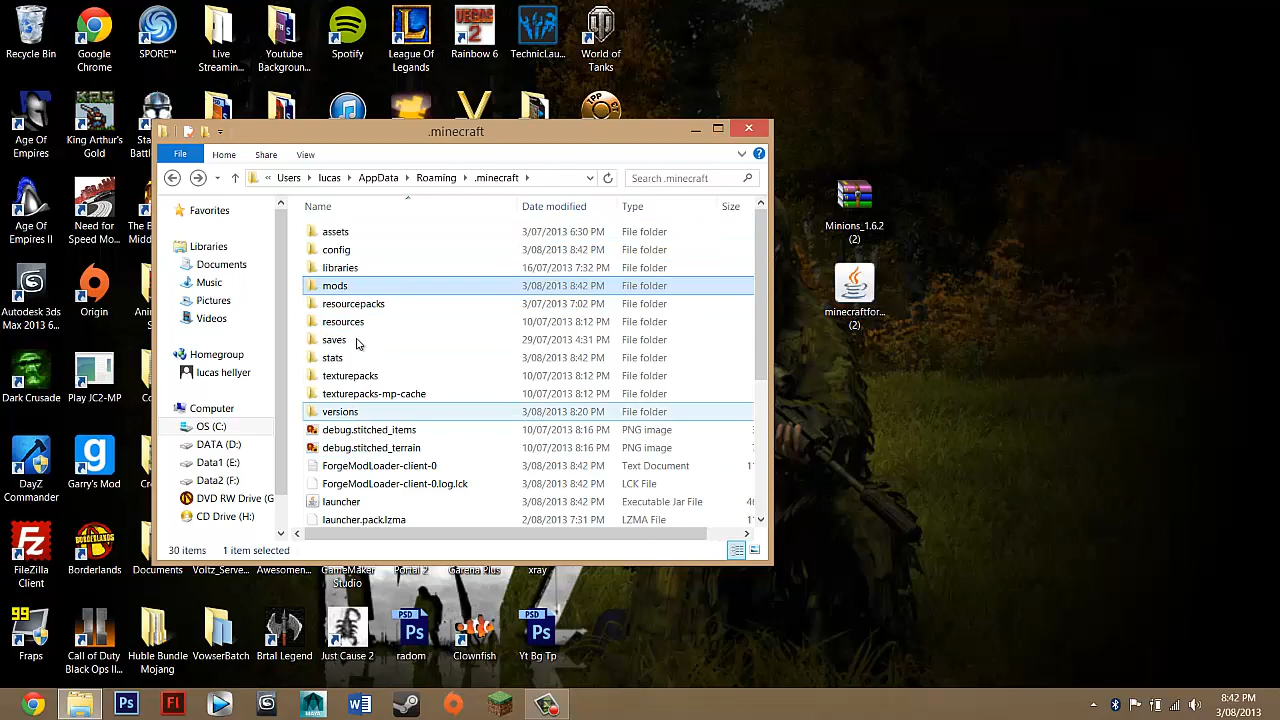 Recycle Bin
Google Chrome
SPORE™
Live Streamin...
Youtube Backgroun...
Spotify
League Of Legands
Rainbow 6
TechnicLau...
World of Tanks
Age Of Empires
King Arthur's Gold
Age Of Empires II
Need for Speed Mo...
Autodesk 3ds Max 2013 6...
Origin
Dark Crusade
Play JC2-MP
DayZ Commander
Garry's Mod
FileZilla Client
Borderlands
Documents
Voltz_Serve...
Awesomen...
GameMaker Studio
Portal 2
Garena Plus
xray
99
Fraps
Call of Duty Black Ops II...
Huble Bundle Mojang
VowserBatch
Brtal Legend
Just Cause 2
PSD
Ps
radom
Clownfish
PSD
Ps
Yt Bg Tp
Minions_1.6.2 (2)
minecraftfor... (2)
.minecraft
File Home Share View
« Users lucas AppData Roaming .minecraft
Search .minecraft
Favorites
Libraries
Documents
Music
Pictures
Videos
Homegroup
lucas hellyer
Computer
OS (C:)
DATA (D:)
Data1 (E:)
Data2 (F:)
DVD RW Drive (G
CD Drive (H:)
Name Date modified Type Size
assets 3/07/2013 6:30 PM File folder
config 3/08/2013 8:42 PM File folder
libraries 16/07/2013 7:32 PM File folder
mods 3/08/2013 8:42 PM File folder
resourcepacks 3/07/2013 7:02 PM File folder
resources 10/07/2013 8:12 PM File folder
saves 29/07/2013 4:31 PM File folder
stats 3/08/2013 8:42 PM File folder
texturepacks 10/07/2013 8:12 PM File folder
texturepacks-mp-cache 10/07/2013 8:12 PM File folder
versions 3/08/2013 8:20 PM File folder
debug.stitched_items 10/07/2013 8:16 PM PNG image
debug.stitched_terrain 10/07/2013 8:16 PM PNG image
ForgeModLoader-client-0 3/08/2013 8:42 PM Text Document 1
ForgeModLoader-client-0.log.lck 3/08/2013 8:42 PM LCK File
launcher 3/08/2013 8:42 PM Executable Jar File 4
launcher.pack.lzma 2/08/2013 7:31 PM LZMA File 1
30 items 1 item selected
Ps
Fl
8:42 PM
3/08/2013